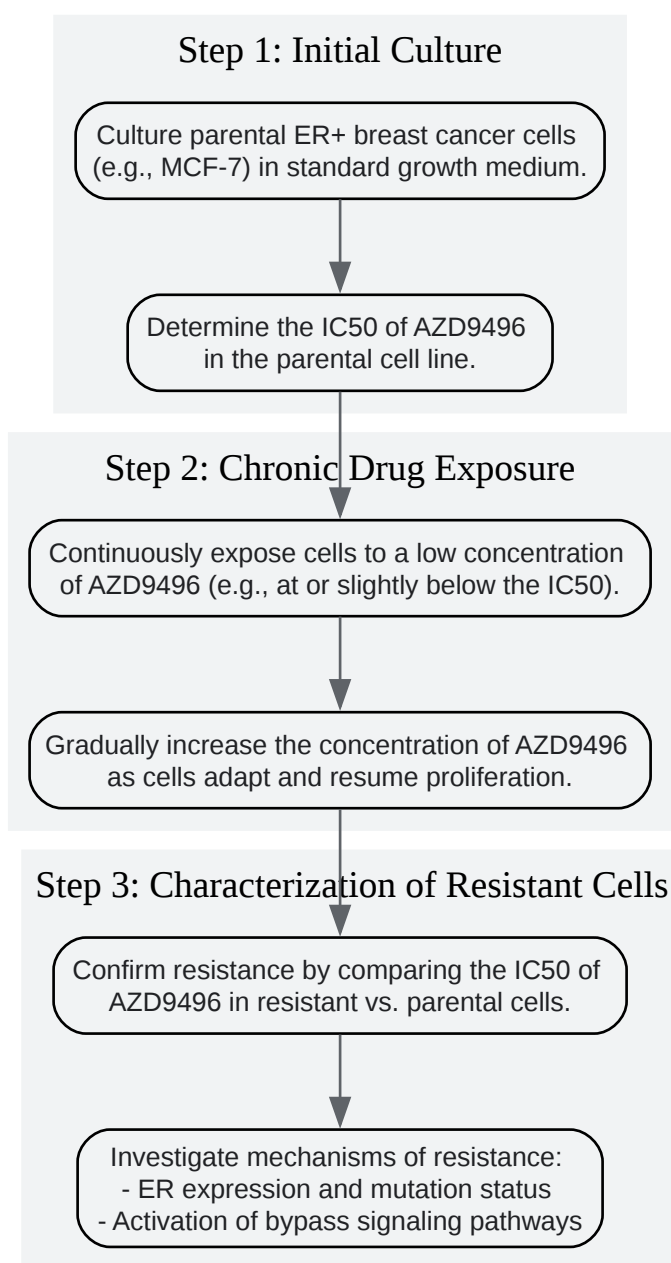 Step 1: Initial Culture
Culture parental ER+ breast cancer cells
(e.g., MCF-7) in standard growth medium.
Determine the IC50 of AZD9496
in the parental cell line.
Step 2: Chronic Drug Exposure
Continuously expose cells to a low concentration
of AZD9496 (e.g., at or slightly below the IC50).
Gradually increase the concentration of AZD9496
as cells adapt and resume proliferation.
Step 3: Characterization of Resistant Cells
Confirm resistance by comparing the IC50 of
AZD9496 in resistant vs. parental cells.
Investigate mechanisms of resistance:
- ER expression and mutation status
- Activation of bypass signaling pathways